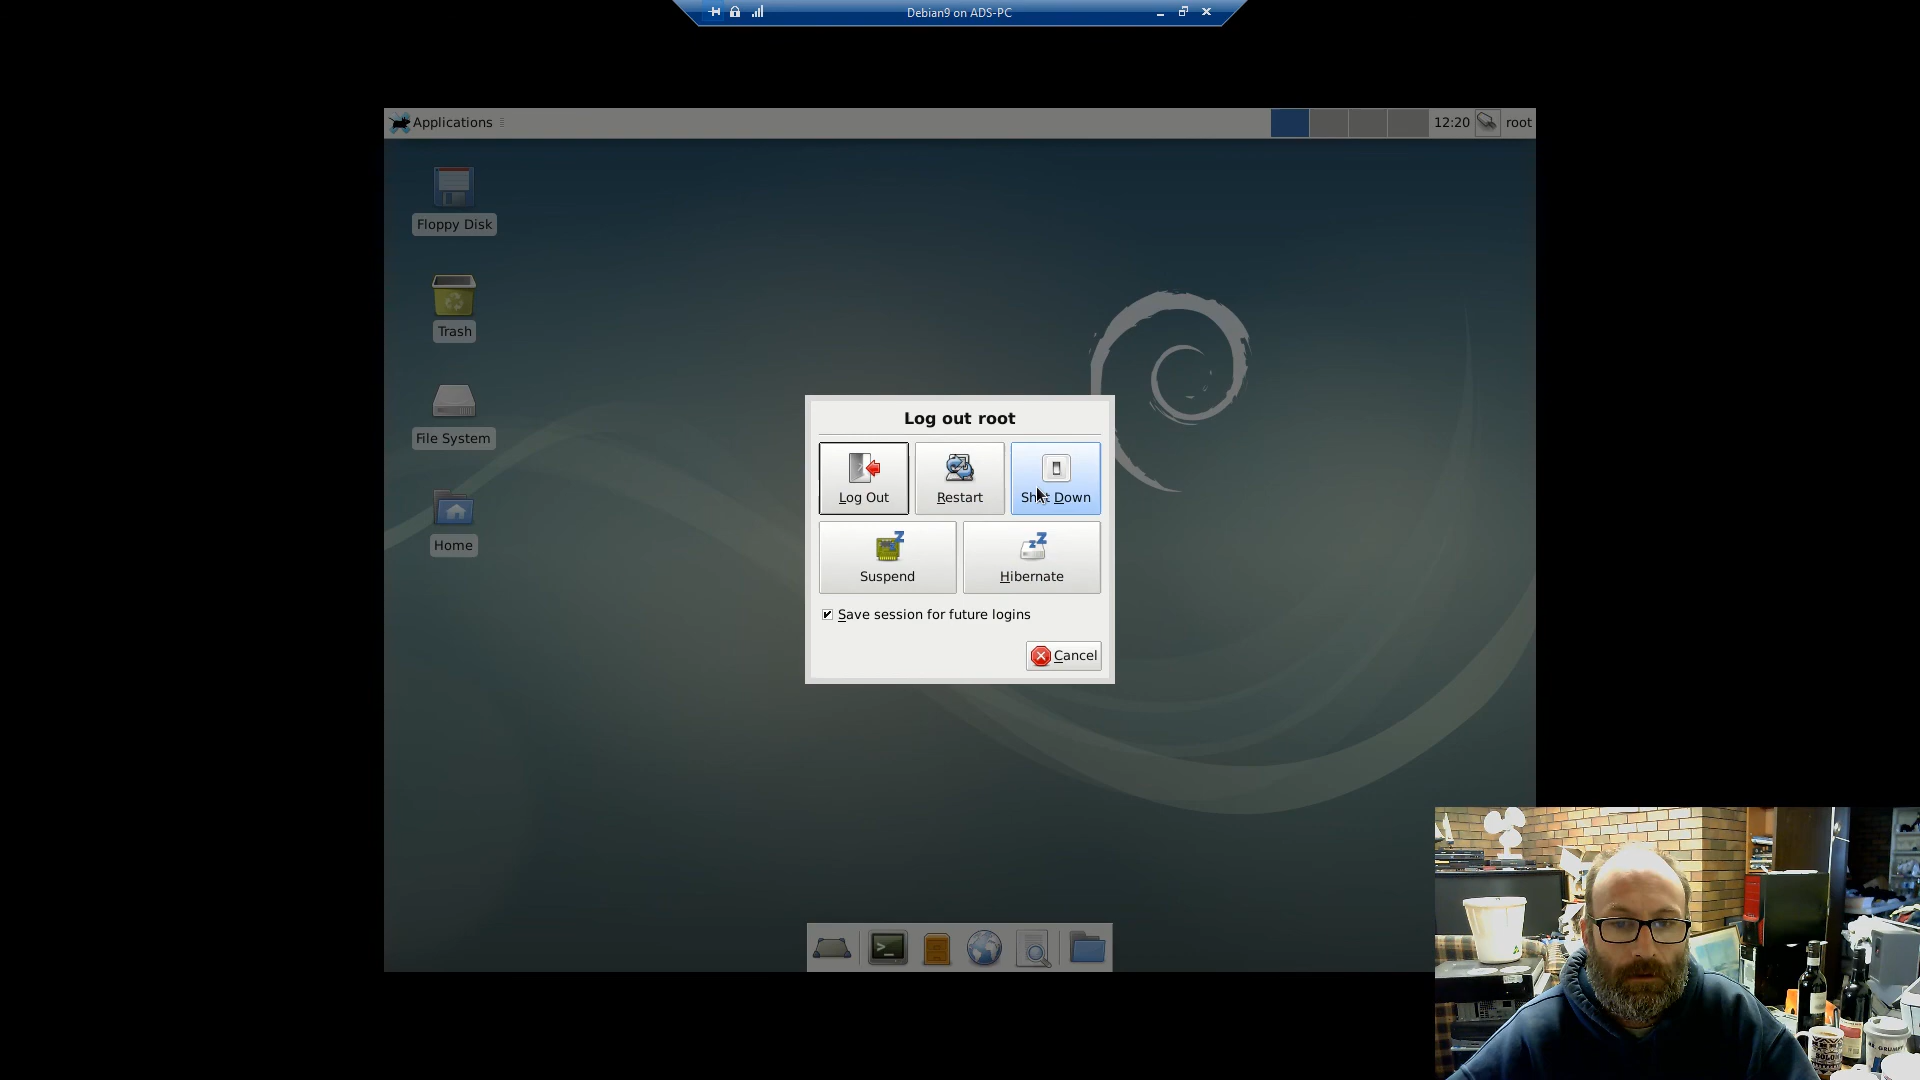 Debian9 on ADS-PC
Applications
12:20
root
Floppy Disk
Trash
File System
Home
Log out root
Log Out
Restart
Shut Down
Suspend
Hibernate
Save session for future logins
Cancel